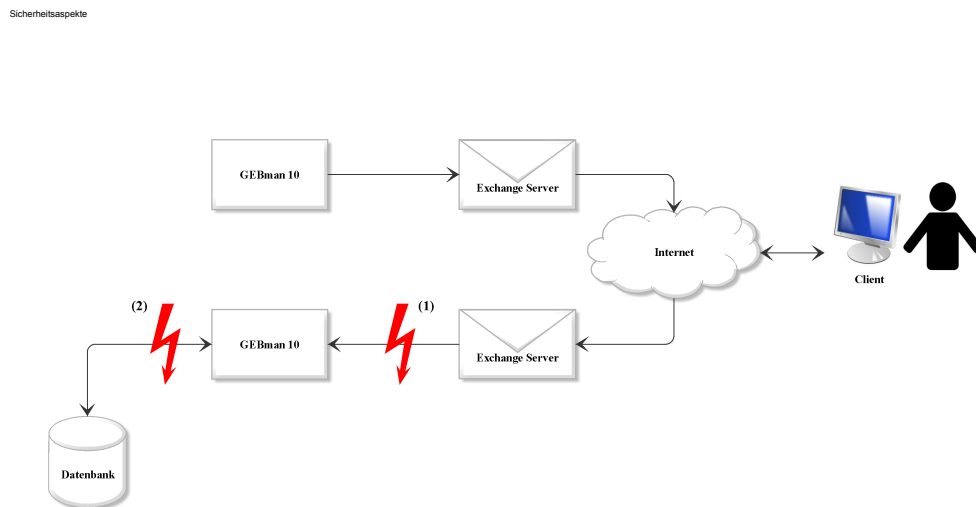 Sicherheitsaspekte
GEBman 10
Exchange Server
Internet
Client
(2)
(1)
GEBman 10
Exchange Server
Datenbank